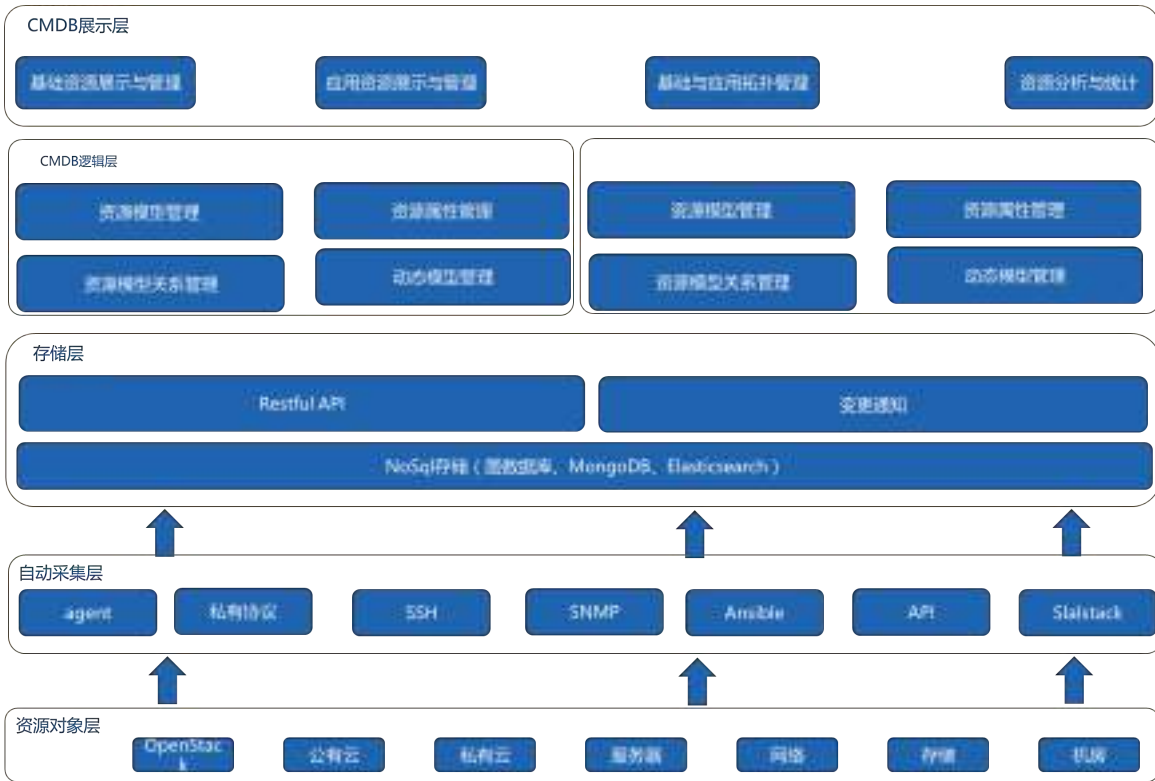 CMDB展示层
基础资源展示与管理
应用资源展示与管理
基础与应用拓扑管理
资源分析与统计
CMDB逻辑层
资源模型管理
资源属性管理
资源模型关系管理
动态模型管理
资源模型管理
资源属性管理
资源模型关系管理
动态模型管理
存储层
Restful API
变更通知
NoSql存储（图数据库、MongoDB、Elasticsearch）
自动采集层
agent
私有协议
SSH
SNMP
Ansible
API
Slalstack
资源对象层
OpenStac
k
公有云
私有云
服务器
网络
存储
机房